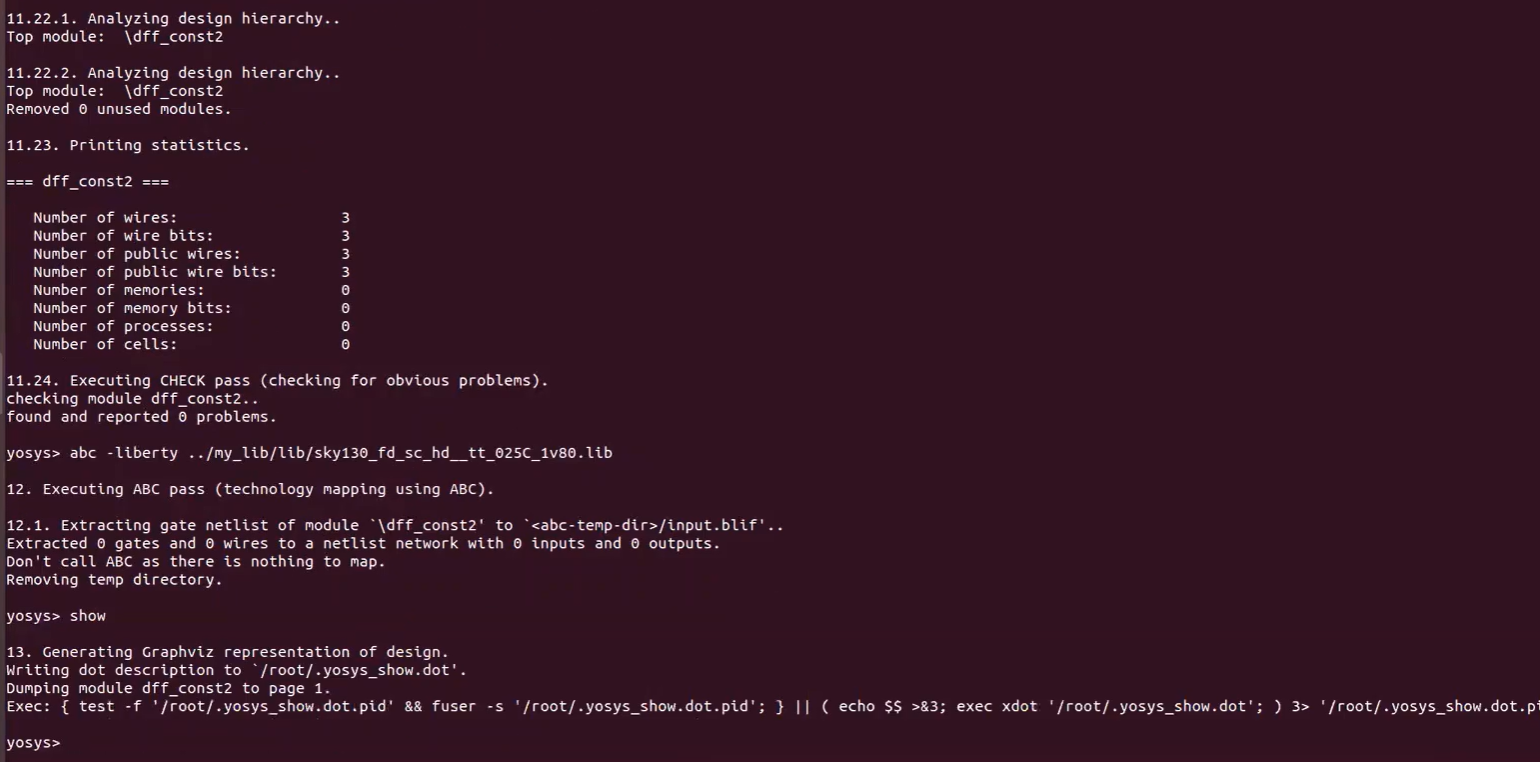 11.22.1. Analyzing design hierarchy..
Top module:  \dff_const2
11.22.2. Analyzing design hierarchy..
Top module:  \dff_const2
Removed 0 unused modules.
11.23. Printing statistics.
=== dff_const2 ===
Number of wires: 3
Number of wire bits: 3
Number of public wires: 3
Number of public wire bits: 3
Number of memories: 0
Number of memory bits: 0
Number of processes: 0
Number of cells: 0
11.24. Executing CHECK pass (checking for obvious problems).
checking module dff_const2..
found and reported 0 problems.
yosys> abc -liberty ../my_lib/lib/sky130_fd_sc_hd__tt_025C_1v80.lib
12. Executing ABC pass (technology mapping using ABC).
12.1. Extracting gate netlist of module `\dff_const2' to `<abc-temp-dir>/input.blif'..
Extracted 0 gates and 0 wires to a netlist network with 0 inputs and 0 outputs.
Don't call ABC as there is nothing to map.
Removing temp directory.
yosys> show
13. Generating Graphviz representation of design.
Writing dot description to `/root/.yosys_show.dot'.
Dumping module dff_const2 to page 1.
Exec: { test -f '/root/.yosys_show.dot.pid' && fuser -s '/root/.yosys_show.dot.pid'; } || ( echo $$ >&3; exec xdot '/root/.yosys_show.dot'; ) 3> '/root/.yosys_show.dot.pi
yosys>